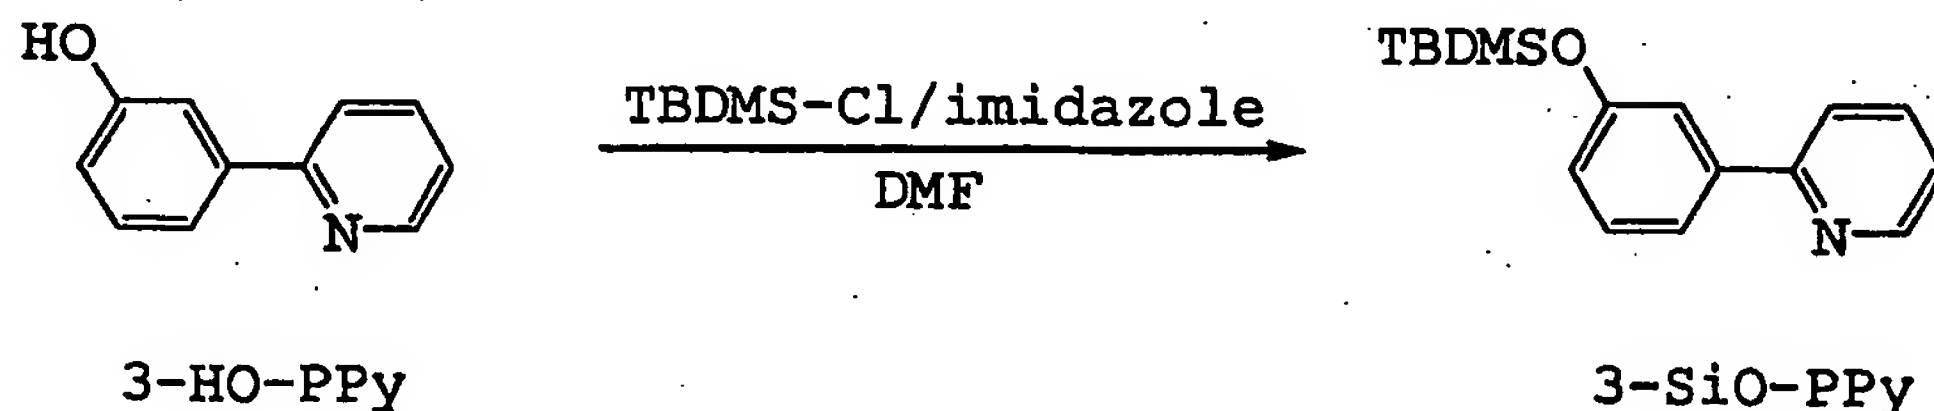 HO
TBDMSO
TBDMS-Cl/imidazole
DMF
N
N
3-HO-PPy
3-SiO-PPy